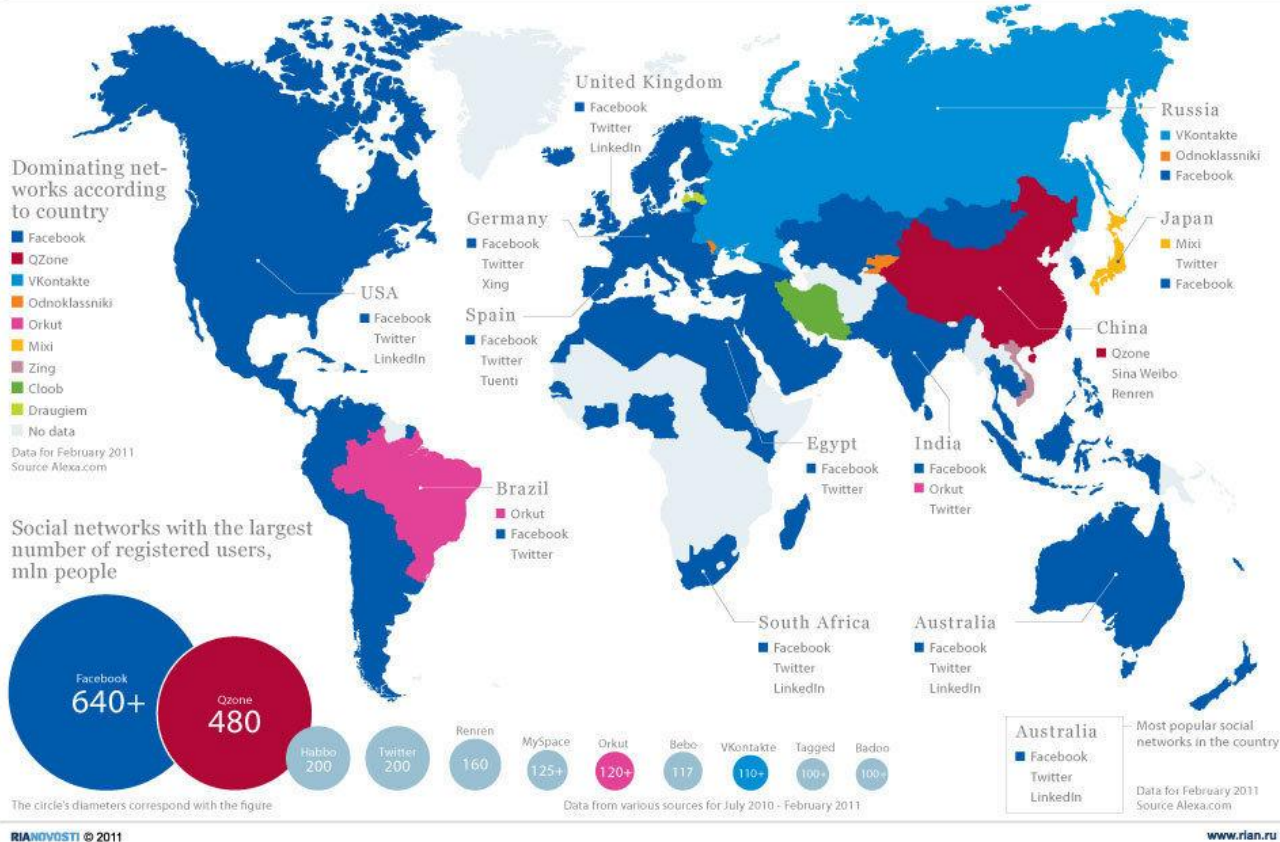 United Kingdom
Facebook
Twitter
LinkedIn
Russia
VKontakte
Odnoklassniki
Facebook
Dominating net-
works according
to country
Facebook
QZone
VKontakte
Odnoklassniki
Orkut
Mixi
Zing
Cloob
Draugiem
No data
Data for February 2011
Source Alexa.com
Germany
Facebook
Twitter
Xing
Japan
Mixi
Twitter
Facebook
USA
Facebook
Twitter
LinkedIn
Spain
Facebook
Twitter
Tuenti
China
Qzone
Sina Weibo
Renren
Egypt
Facebook
Twitter
India
Facebook
Orkut
Twitter
Brazil
Orkut
Facebook
Twitter
Social networks with the largest
number of registered users,
mln people
South Africa
Facebook
Twitter
LinkedIn
Australia
Facebook
Twitter
LinkedIn
Facebook
640+
Qzone
480
Habbo
200
Twitter
200
Renren
160
MySpace
125+
Orkut
120+
Bebo
117
VKontakte
110+
Tagged
100+
Badoo
100+
Australia
Facebook
Twitter
LinkedIn
Most popular social
networks in the country
Data for February 2011
Source Alexa.com
The circle's diameters correspond with the figure
Data from various sources for July 2010 - February 2011
RIANOVOSTI © 2011
www.rian.ru